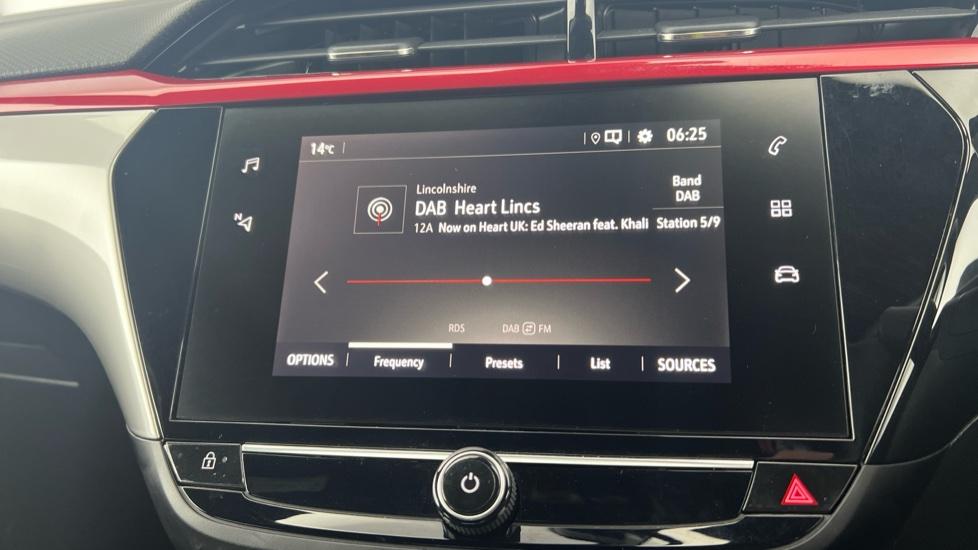 14°C
06:25
Lincolnshire
DAB Heart Lincs
12A Now on Heart UK: Ed Sheeran feat. Khali
Band
DAB
Station 5/9
N
RDS
DAB FM
OPTIONS
Frequency
Presets
List
SOURCES